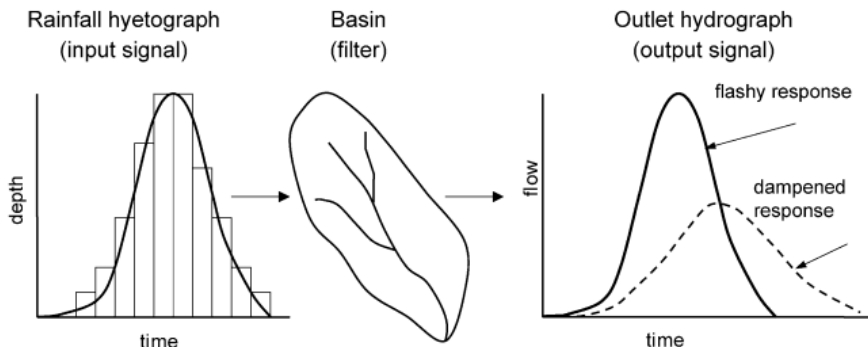 Rainfall hyetograph
(input signal)
Basin
(filter)
Outlet hydrograph
(output signal)
depth
time
flow
flashy response
dampened
response
time